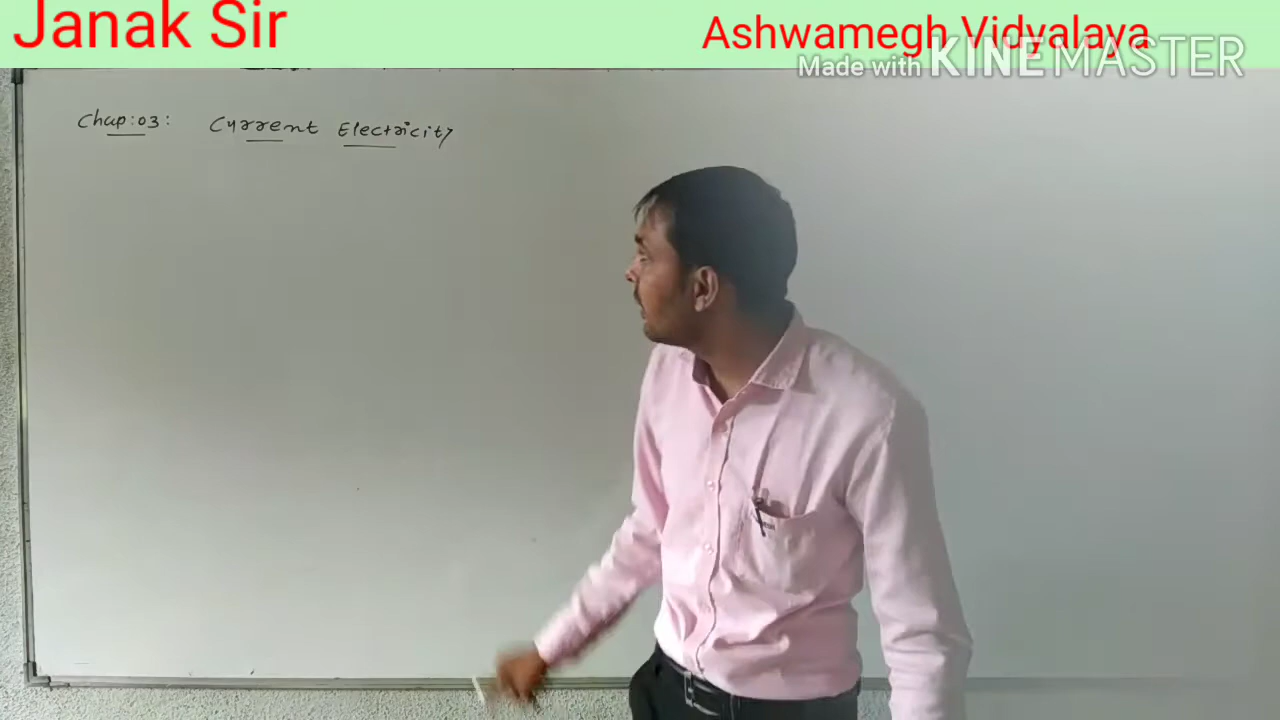 Janak Sir
Ashwamegh Vidyalaya
Made with KINEMASTER
Chap:03: Current Electricity